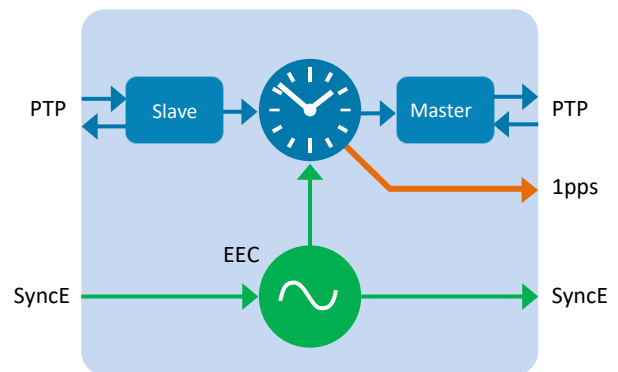 PTP
Slave
Master
PTP
1pps
EEC
SyncE
SyncE